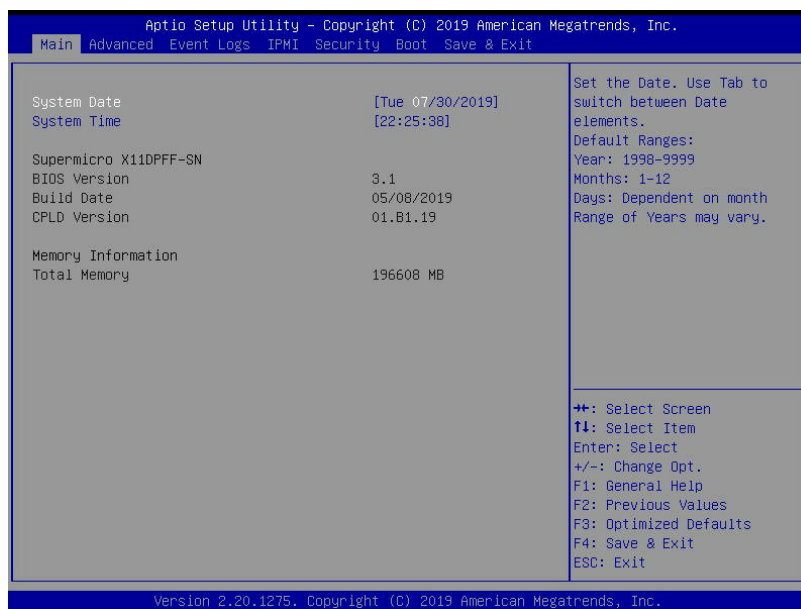 Aptio Setup Utility – Copyright (C) 2019 American Megatrends, Inc.
Main Advanced Event Logs IPMI Security Boot Save & Exit
System Date [Tue 07/30/2019]
System Time [22:25:38]
Supermicro X11DPFF-SN
BIOS Version 3.1
Build Date 05/08/2019
CPLD Version 01.B1.19
Memory Information
Total Memory 196608 MB
Set the Date. Use Tab to
switch between Date
elements.
Default Ranges:
Year: 1998-9999
Months: 1-12
Days: Dependent on month
Range of Years may vary.
→←: Select Screen
↑↓: Select Item
Enter: Select
+/-: Change Opt.
F1: General Help
F2: Previous Values
F3: Optimized Defaults
F4: Save & Exit
ESC: Exit
Version 2.20.1275. Copyright (C) 2019 American Megatrends, Inc.